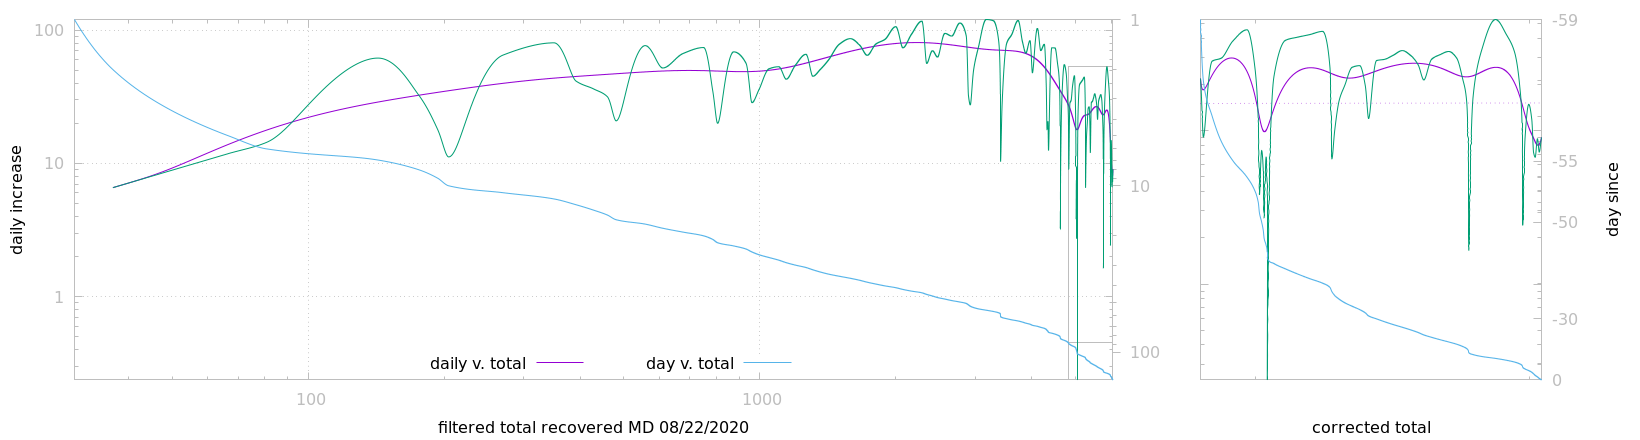 100
10
1
daily increase
daily v. total
day v. total
100
1000
filtered total recovered MD 08/22/2020
1
10
100
-59
-55
-50
-30
0
day since
corrected total